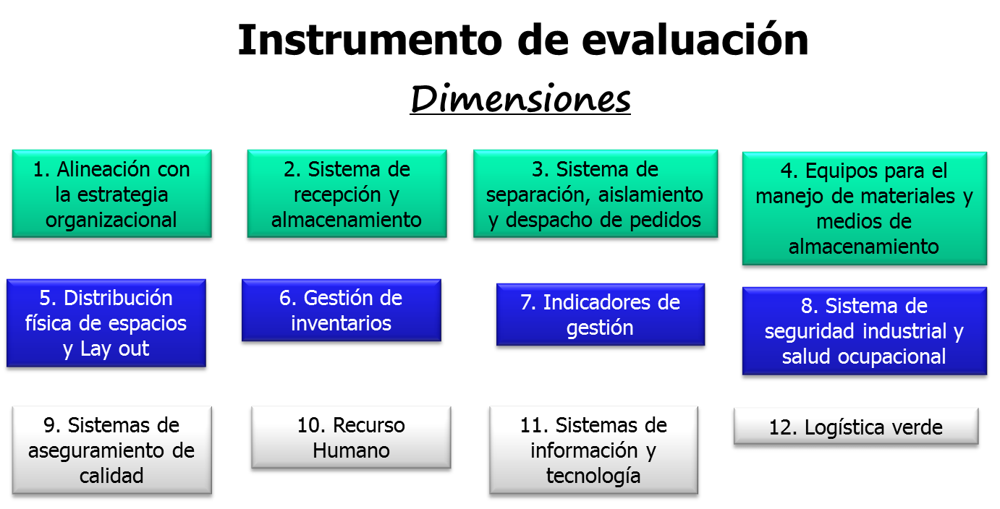 Instrumento de evaluación
Dimensiones
1. Alineación con
la estrategia
organizacional
2. Sistema de
recepción y
almacenamiento
3. Sistema de
separación, aislamiento
y despacho de pedidos
4. Equipos para el
manejo de materiales y
medios de
almacenamiento
5. Distribución
física de espacios
y Lay out
6. Gestión de
inventarios
7. Indicadores de
gestión
8. Sistema de
seguridad industrial y
salud ocupacional
9. Sistemas de
aseguramiento de
calidad
10. Recurso
Humano
11. Sistemas de
información y
tecnología
12. Logística verde